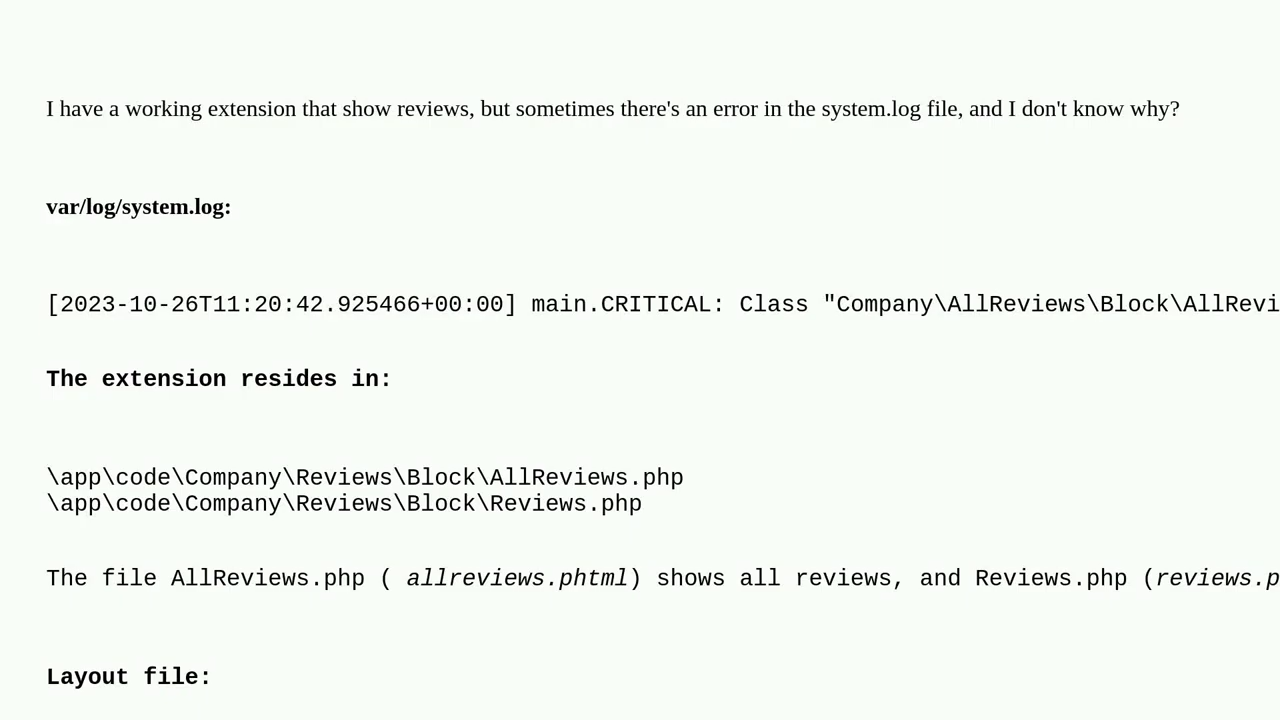 I have a working extension that show reviews, but sometimes there's an error in the system.log file, and I don't know why?
var/log/system.log:
[2023-10-26T11:20:42.925466+00:00] main.CRITICAL: Class "Company\AllReviews\Block\AllRevi
The extension resides in:
\app\code\Company\Reviews\Block\AllReviews.php
\app\code\Company\Reviews\Block\Reviews.php
The file AllReviews.php ( allreviews.phtml) shows all reviews, and Reviews.php (reviews.p
Layout file: